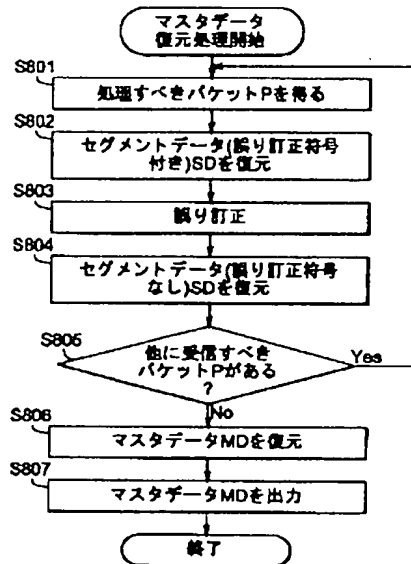 マスタデータ
復元処理開始
S801
処理すべきパケットPを得る
S802
セグメントデータ(誤り訂正符号
付き)SDを復元
S803
誤り訂正
S804
セグメントデータ(誤り訂正符号
なし)SDを復元
S805
他に受信すべき
パケットPがある
?
Yes
No
S806
マスタデータMDを復元
S807
マスタデータMDを出力
終了